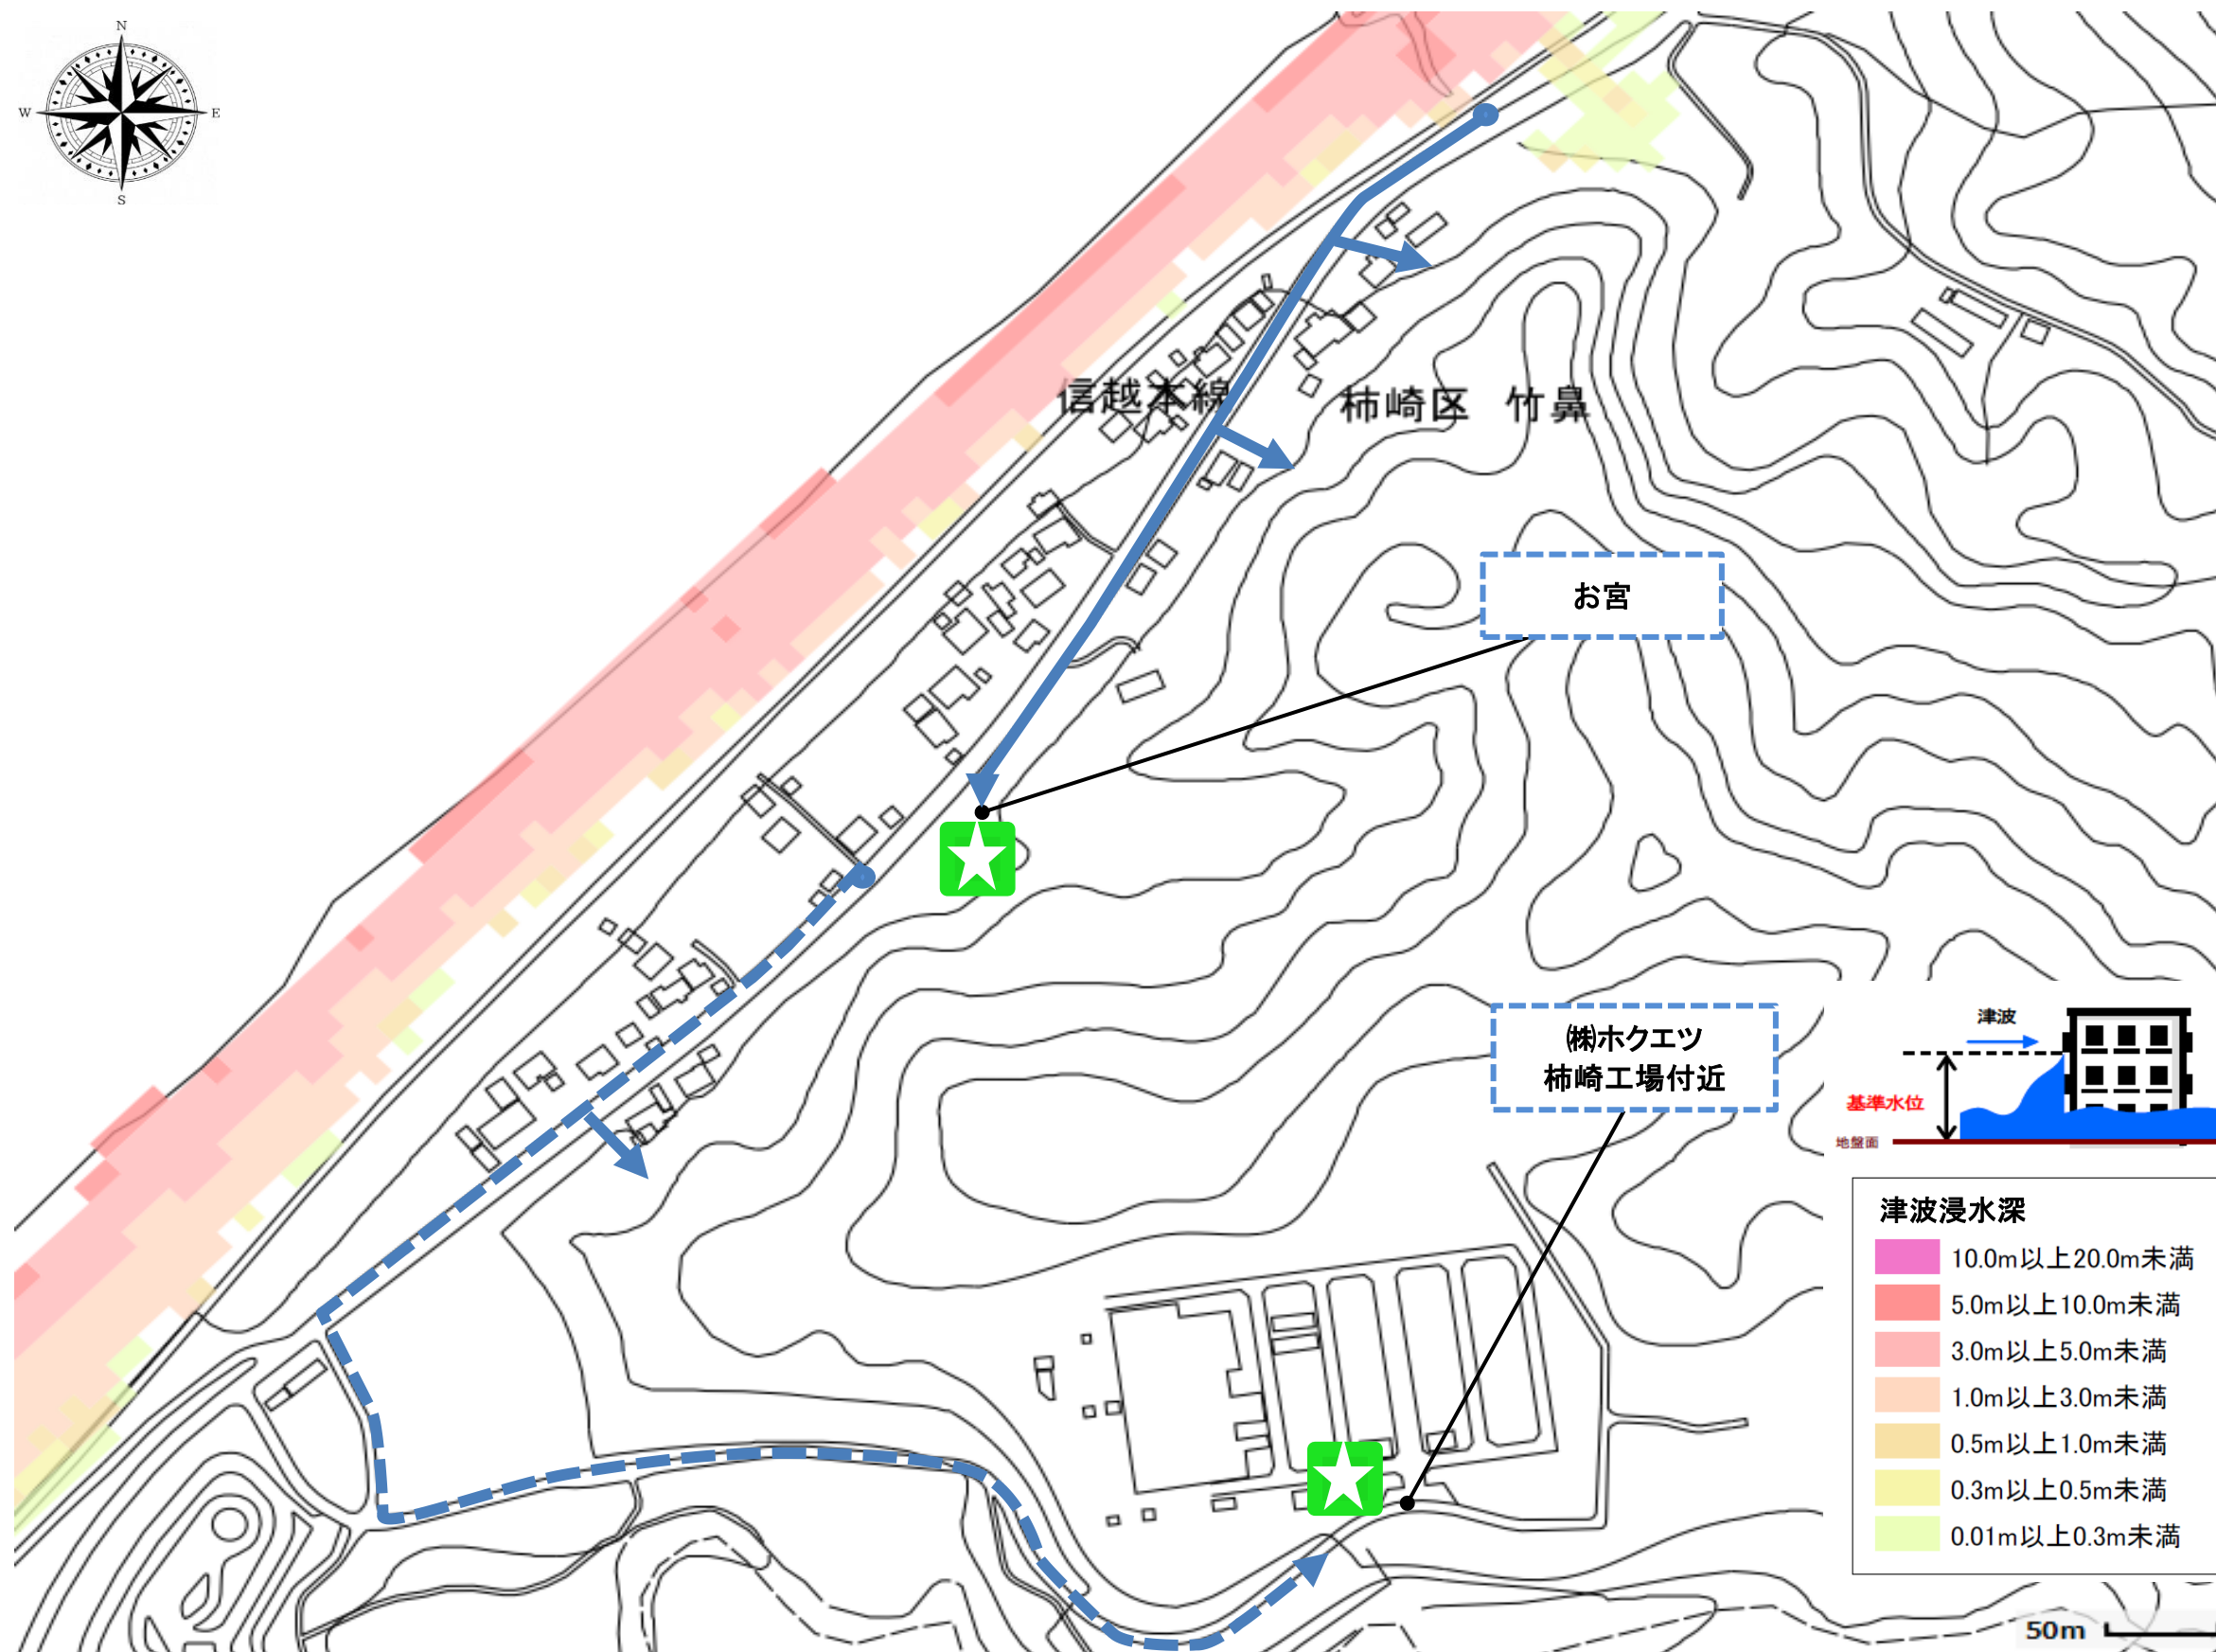 N
W
E
S
信越本線
柿崎区 竹鼻
お宮
㈱ホクエツ
柿崎工場付近
津波
基準水位
地盤面
津波浸水深
10.0m以上20.0m未満
5.0m以上10.0m未満
3.0m以上5.0m未満
1.0m以上3.0m未満
0.5m以上1.0m未満
0.3m以上0.5m未満
0.01m以上0.3m未満
50m